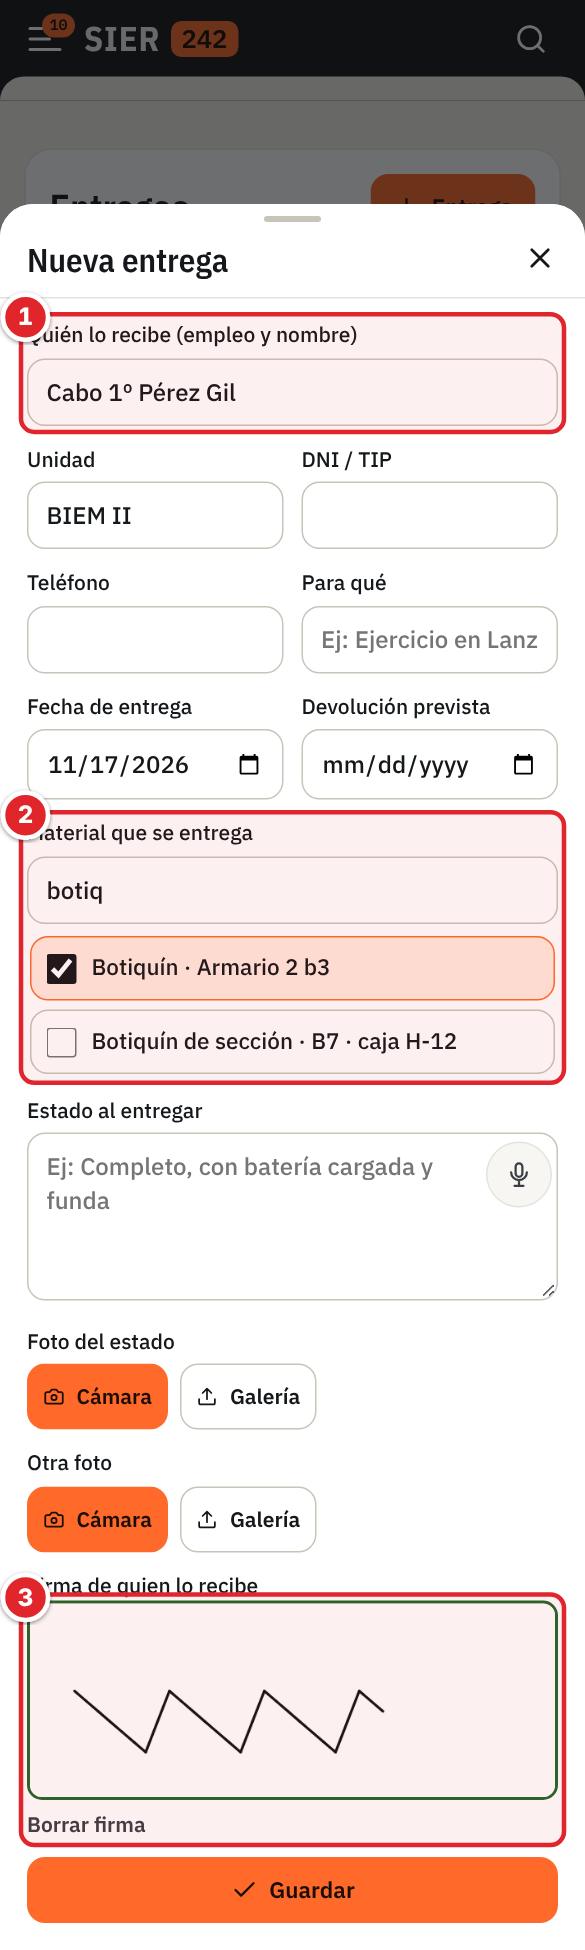 10
SIER 242
Nueva entrega
1
Quién lo recibe (empleo y nombre)
Cabo 1º Pérez Gil
Unidad DNI / TIP
BIEM II
Teléfono Para qué
Ej: Ejercicio en Lanz
Fecha de entrega Devolución prevista
11/17/2026 mm/dd/yyyy
2
Material que se entrega
botiq
Botiquín · Armario 2 b3
Botiquín de sección · B7 · caja H-12
Estado al entregar
Ej: Completo, con batería cargada y
funda
Foto del estado
Cámara Galería
Otra foto
Cámara Galería
3
Firma de quien lo recibe
Borrar firma
Guardar